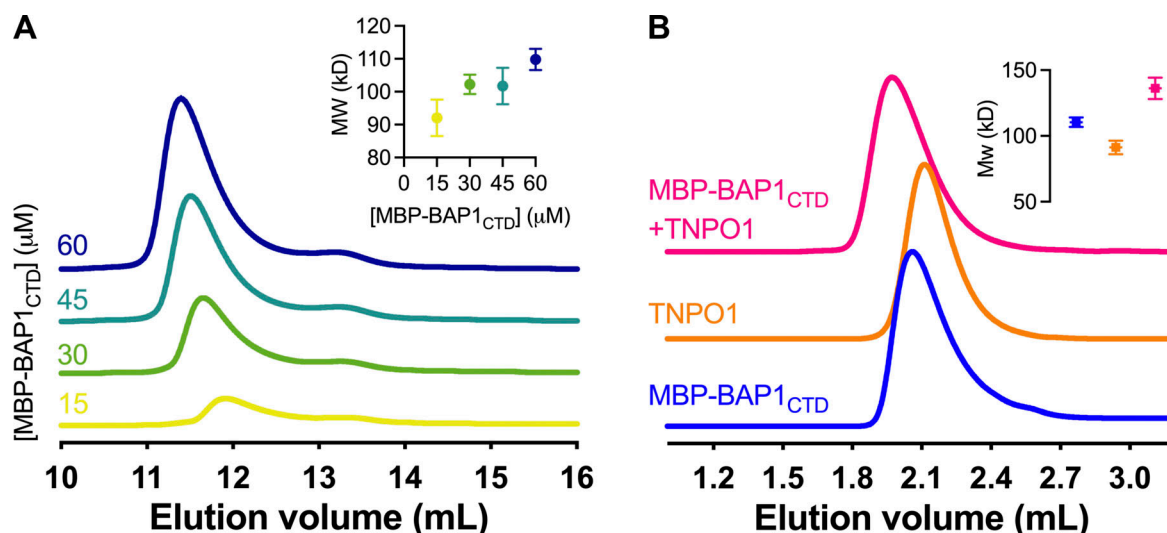 A
[MBP-BAP1CTD] (μM)
60
45
30
15
10 11 12 13 14 15 16
Elution volume (mL)
MW (kD)
120
110
100
90
80
0 15 30 45 60
[MBP-BAP1CTD] (μM)
B
MBP-BAP1CTD
+TNPO1
TNPO1
MBP-BAP1CTD
1.2 1.5 1.8 2.1 2.4 2.7 3.0
Elution volume (mL)
Mw (kD)
150
100
50